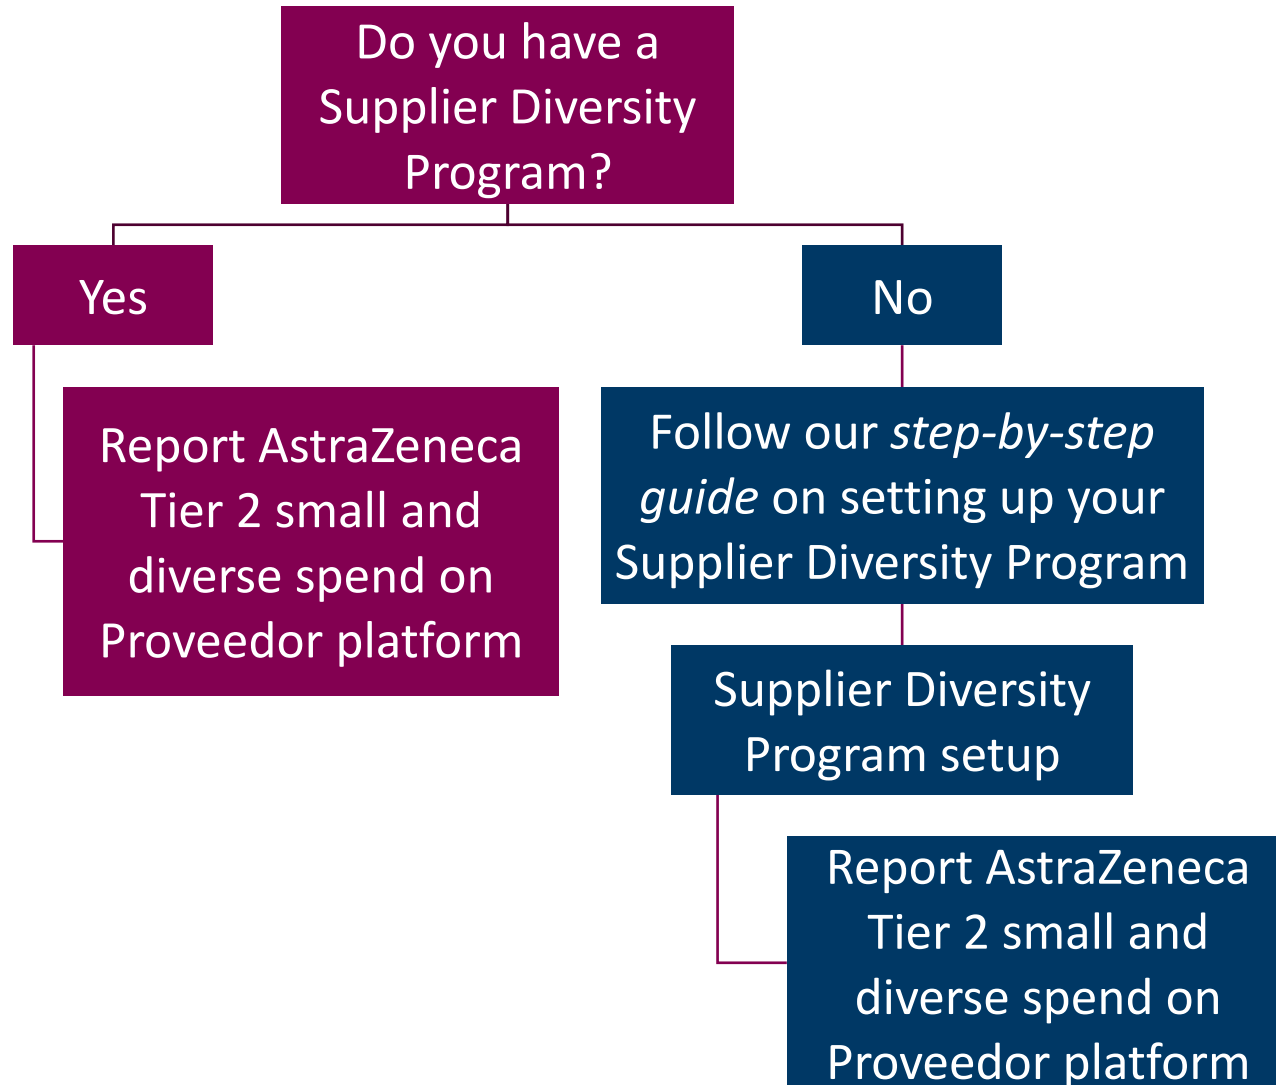 Do you have a
Supplier Diversity
Program?
Yes
No
Report AstraZeneca
Tier 2 small and
diverse spend on
Proveedor platform
Follow our step-by-step
guide on setting up your
Supplier Diversity Program
Supplier Diversity
Program setup
Report AstraZeneca
Tier 2 small and
diverse spend on
Proveedor platform